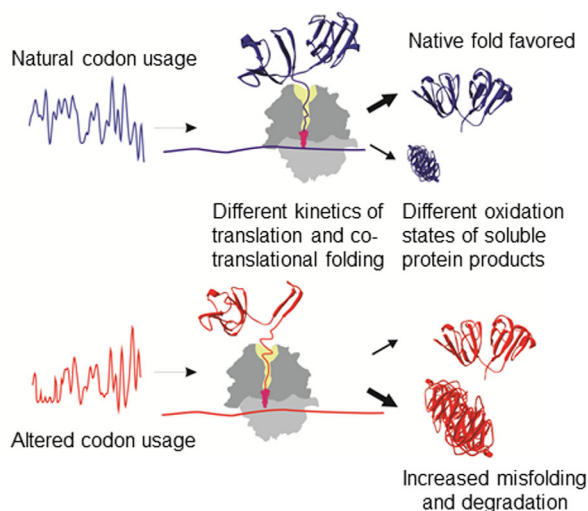 Natural codon usage
Native fold favored
Different kinetics of
translation and co-
translational folding
Different oxidation
states of soluble
protein products
Altered codon usage
Increased misfolding
and degradation